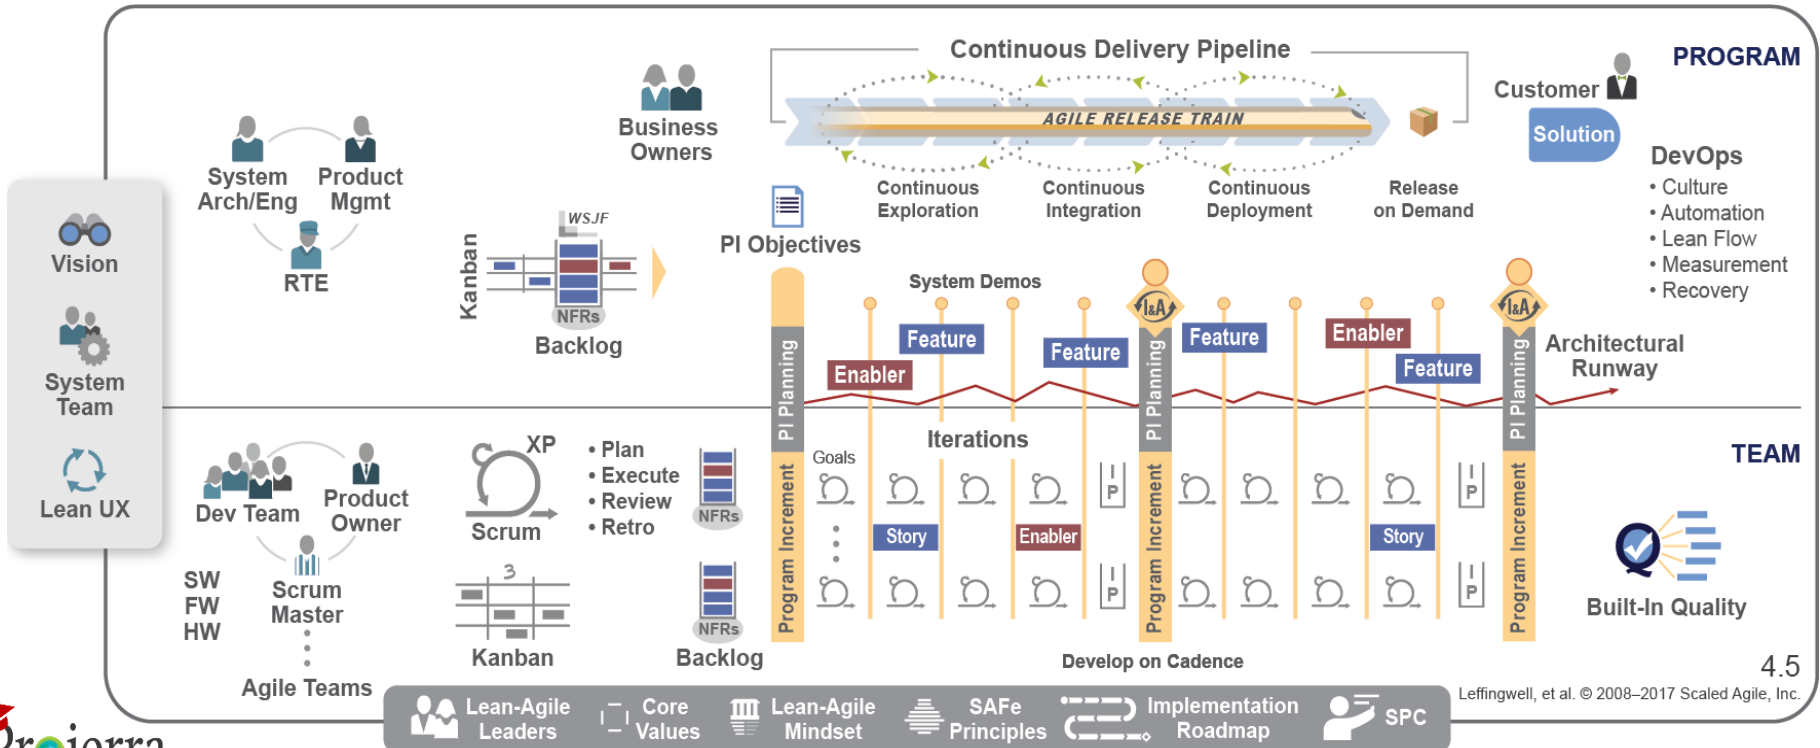 Continuous Delivery Pipeline
PROGRAM
Customer
Solution
Business
Owners
AGILE RELEASE TRAIN
System
Arch/Eng
Product
Mgmt
RTE
Continuous
Exploration
Continuous
Integration
Continuous
Deployment
Release
on Demand
DevOps
• Culture
• Automation
• Lean Flow
• Measurement
• Recovery
Vision
System
Team
Lean UX
Kanban
WSJF
NFRs
Backlog
PI Objectives
System Demos
I&A
I&A
Feature
Feature
Feature
Enabler
Enabler
Feature
Architectural
Runway
PI Planning
PI Planning
PI Planning
TEAM
Dev Team
Product
Owner
Scrum
Master
SW
FW
HW
Agile Teams
XP
Scrum
• Plan
• Execute
• Review
• Retro
NFRs
3
Kanban
NFRs
Backlog
Iterations
Goals
Program Increment
Program Increment
Program Increment
I
P
I
P
I
P
I
P
Story
Enabler
Story
Develop on Cadence
Built-In Quality
4.5
Leffingwell, et al. © 2008–2017 Scaled Agile, Inc.
Lean-Agile
Leaders
Core
Values
Lean-Agile
Mindset
SAFe
Principles
Implementation
Roadmap
SPC